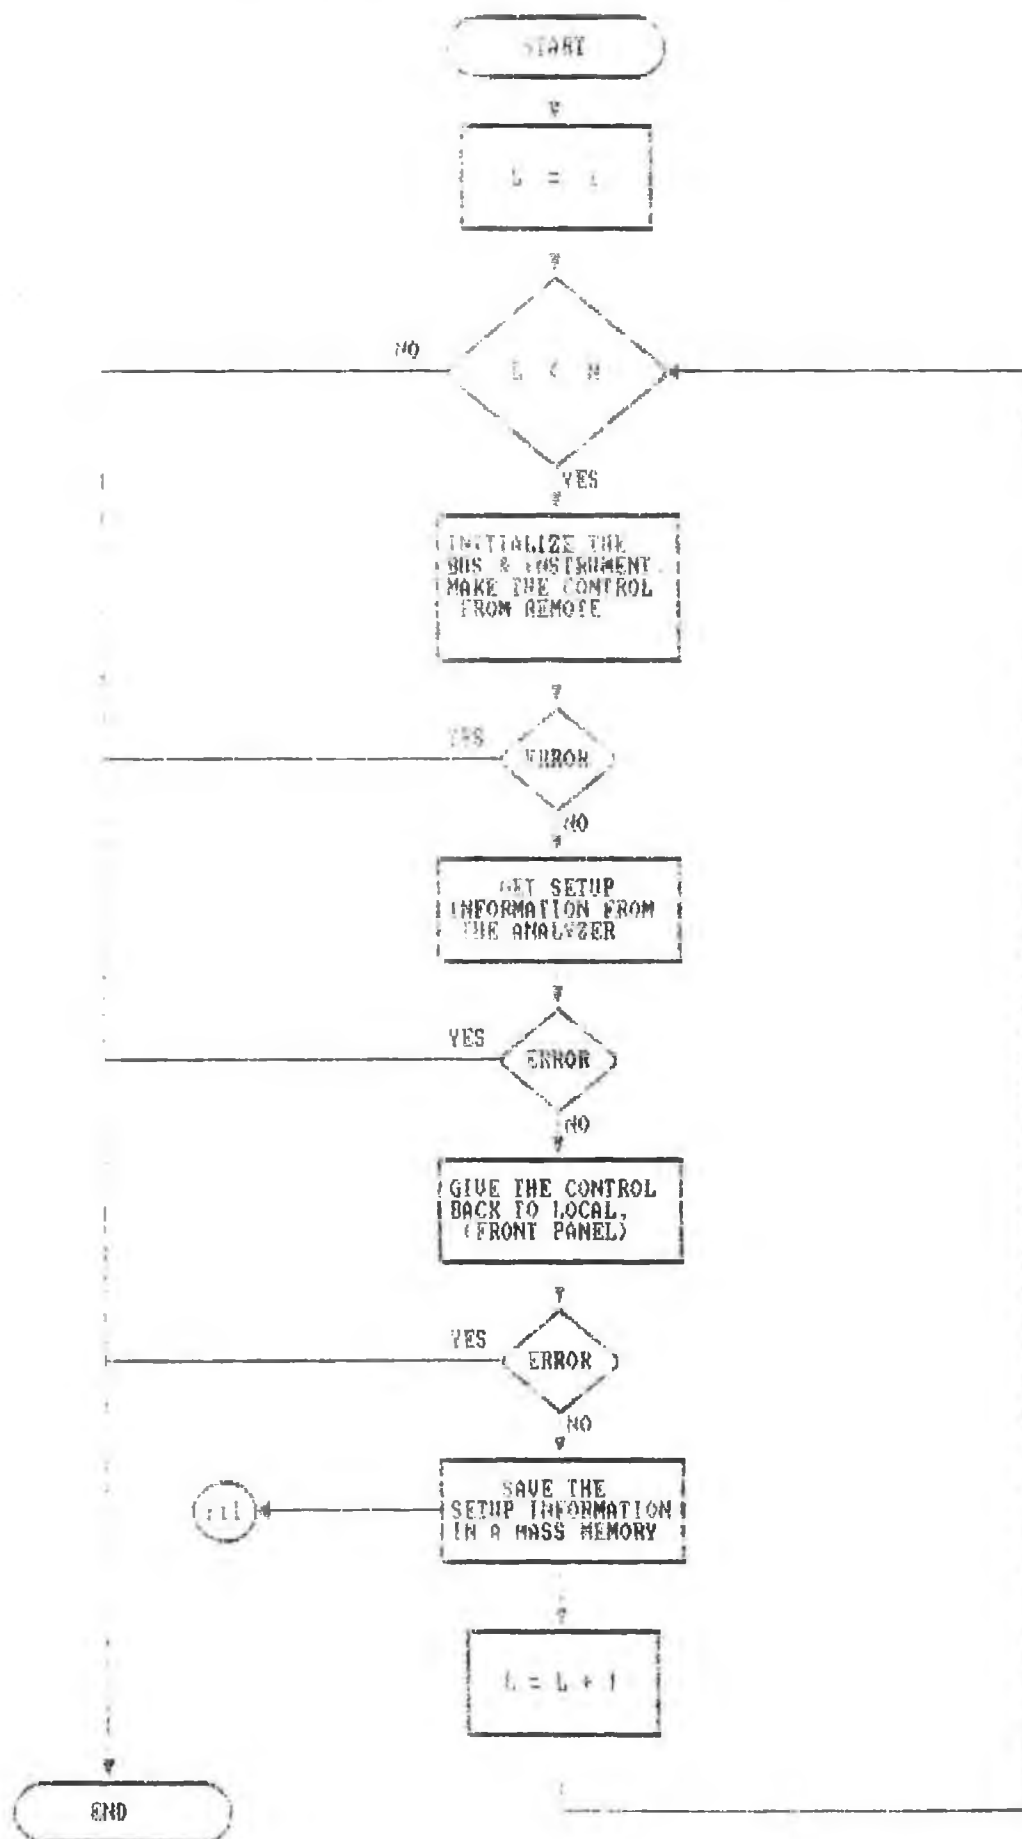 START
L = 1
NO
L < N
YES
INITIALIZE THE
BUS & INSTRUMENT.
MAKE THE CONTROL
FROM REMOTE
YES
ERROR
NO
GET SETUP
INFORMATION FROM
THE ANALYZER
YES
ERROR
NO
GIVE THE CONTROL
BACK TO LOCAL,
(FRONT PANEL)
YES
ERROR
NO
SAVE THE
SETUP INFORMATION
IN A MASS MEMORY
L = L + 1
END